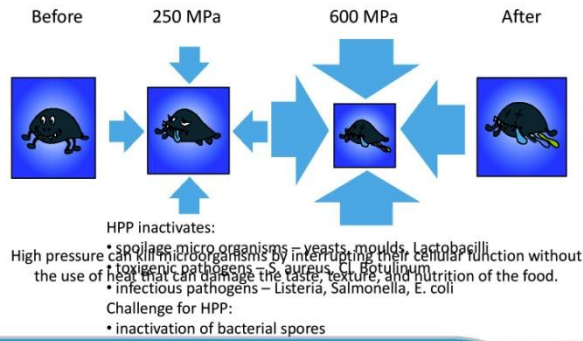 Before 250 MPa 600 MPa After
HPP inactivates:
• spoilage micro organisms – yeasts, moulds, Lactobacilli
High pressure can kill microorganisms by interrupting their cellular function without
• toxigenic pathogens – S. aureus, Cl. Botulinum
the use of heat that can damage the taste, texture, and nutrition of the food.
• infectious pathogens – Listeria, Salmonella, E. coli
Challenge for HPP:
• inactivation of bacterial spores